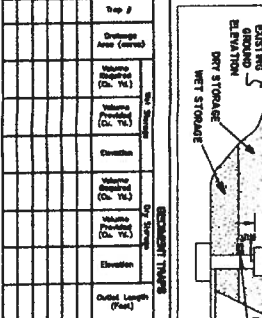 EXISTING
GROUND
ELEVATION
DRY STORAGE
WET STORAGE
SEDIMENT TRAPS
Trap #
Drainage
Area (acres)
Wet Storage
Volume
Required
(Cu. Yd.)
Volume
Provided
(Cu. Yd.)
Elevation
Dry Storage
Volume
Required
(Cu. Yd.)
Volume
Provided
(Cu. Yd.)
Elevation
Outlet Length
(Feet)